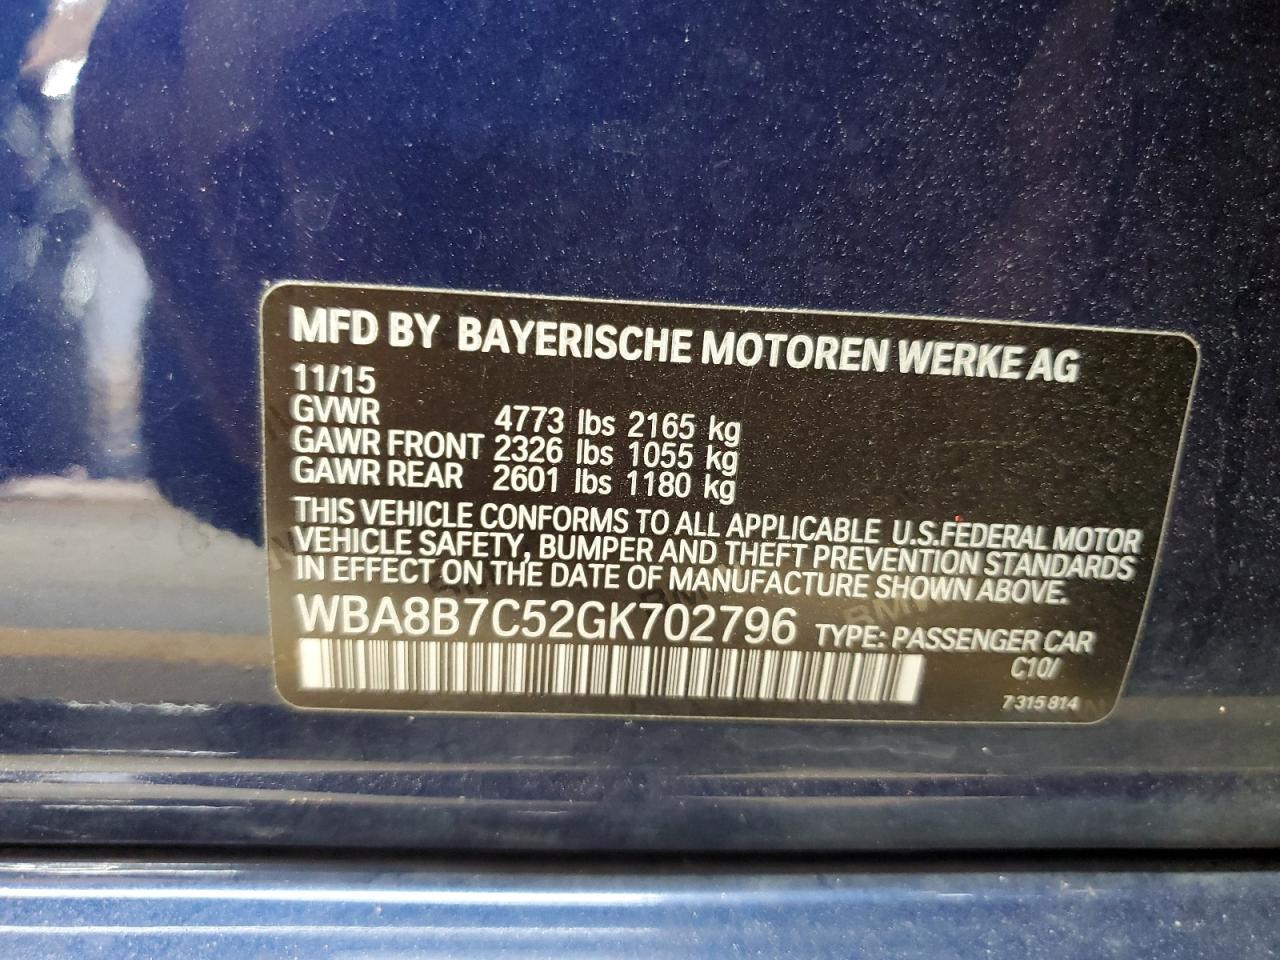 MFD BY BAYERISCHE MOTOREN WERKE AG
11/15
GVWR 4773 lbs 2165 kg
GAWR FRONT 2326 lbs 1055 kg
GAWR REAR 2601 lbs 1180 kg
THIS VEHICLE CONFORMS TO ALL APPLICABLE U.S.FEDERAL MOTOR
VEHICLE SAFETY, BUMPER AND THEFT PREVENTION STANDARDS
IN EFFECT ON THE DATE OF MANUFACTURE SHOWN ABOVE.
WBA8B7C52GK702796 TYPE: PASSENGER CAR
C10/
7 315 814